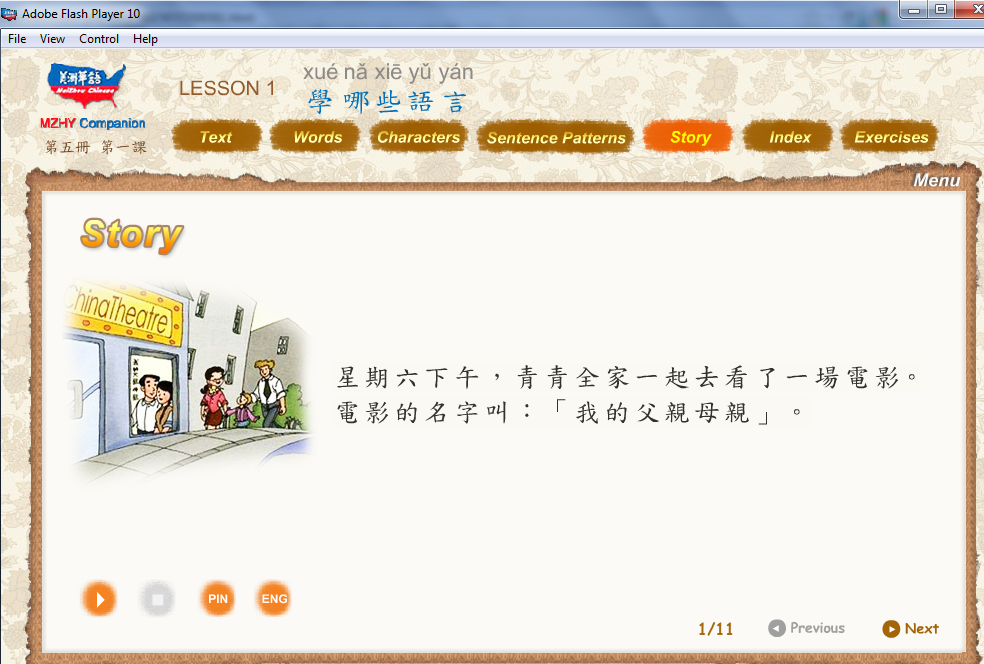 Adobe Flash Player 10
File View Control Help
美洲華語
MeiZhou Chinese
MZHY Companion
第五冊 第一課
LESSON 1
xué nǎ xiē yǔ yán
學哪些語言
Text Words Characters Sentence Patterns Story Index Exercises
Menu
Story
ChinaTheatre
星期六下午，青青全家一起去看了一場電影。
電影的名字叫：「我的父親母親」。
PIN ENG
1/11 Previous Next